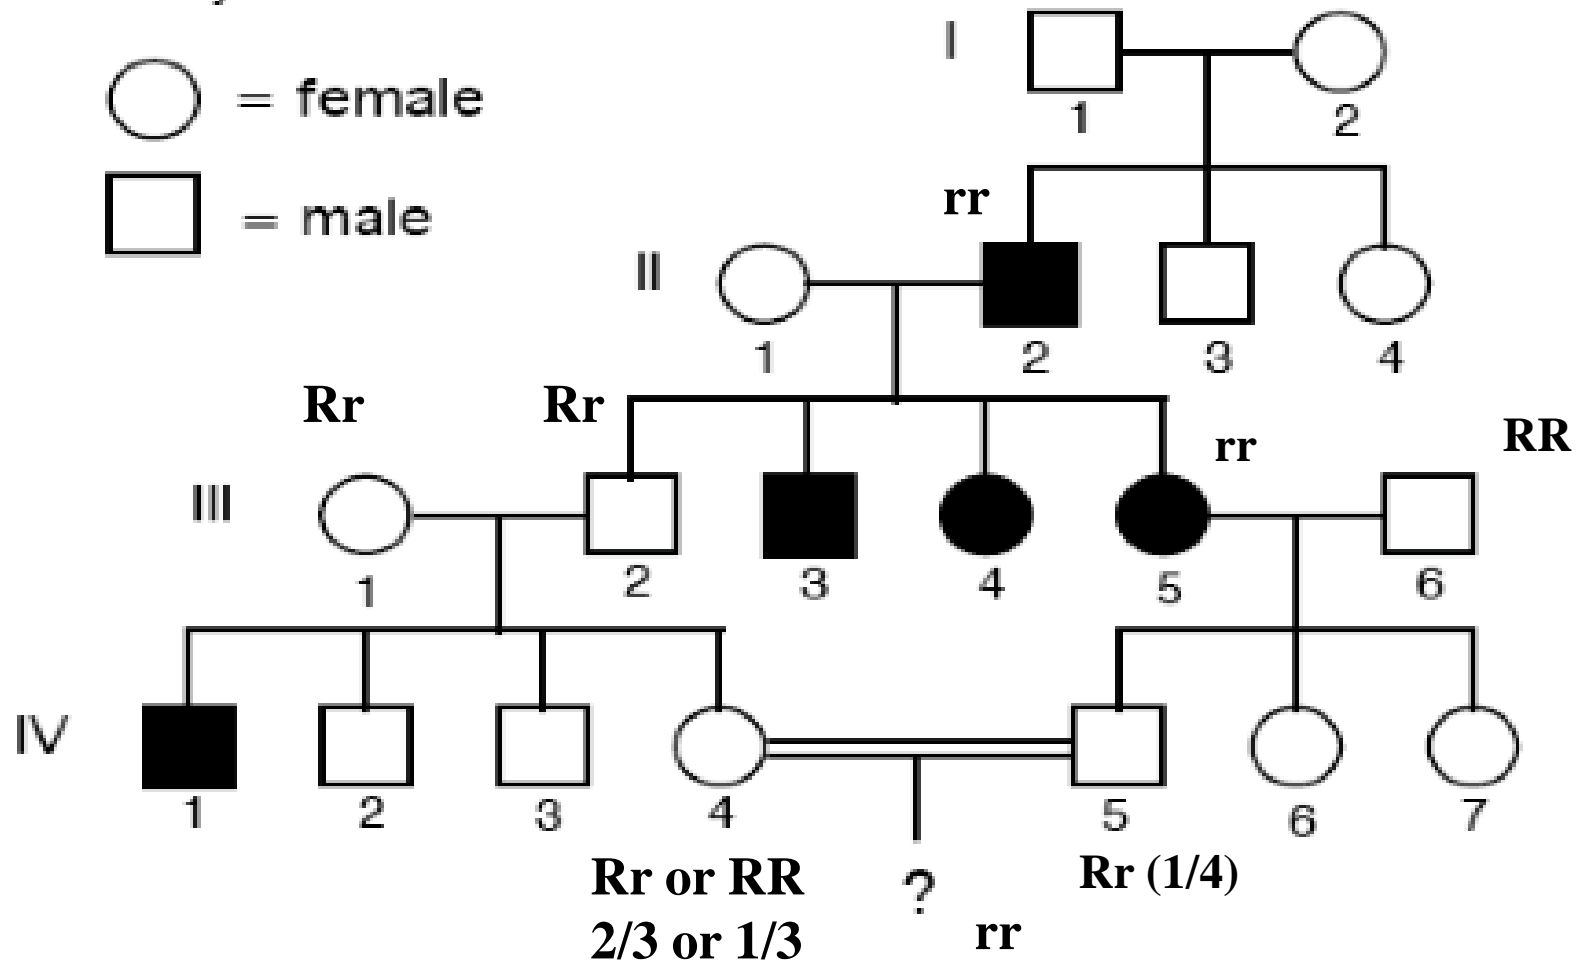 I
= female
1 2
= male
rr
II
1 2 3 4
Rr Rr rr RR
III
1 2 3 4 5 6
IV
1 2 3 4 5 6 7
Rr or RR ? Rr (1/4)
2/3 or 1/3 rr